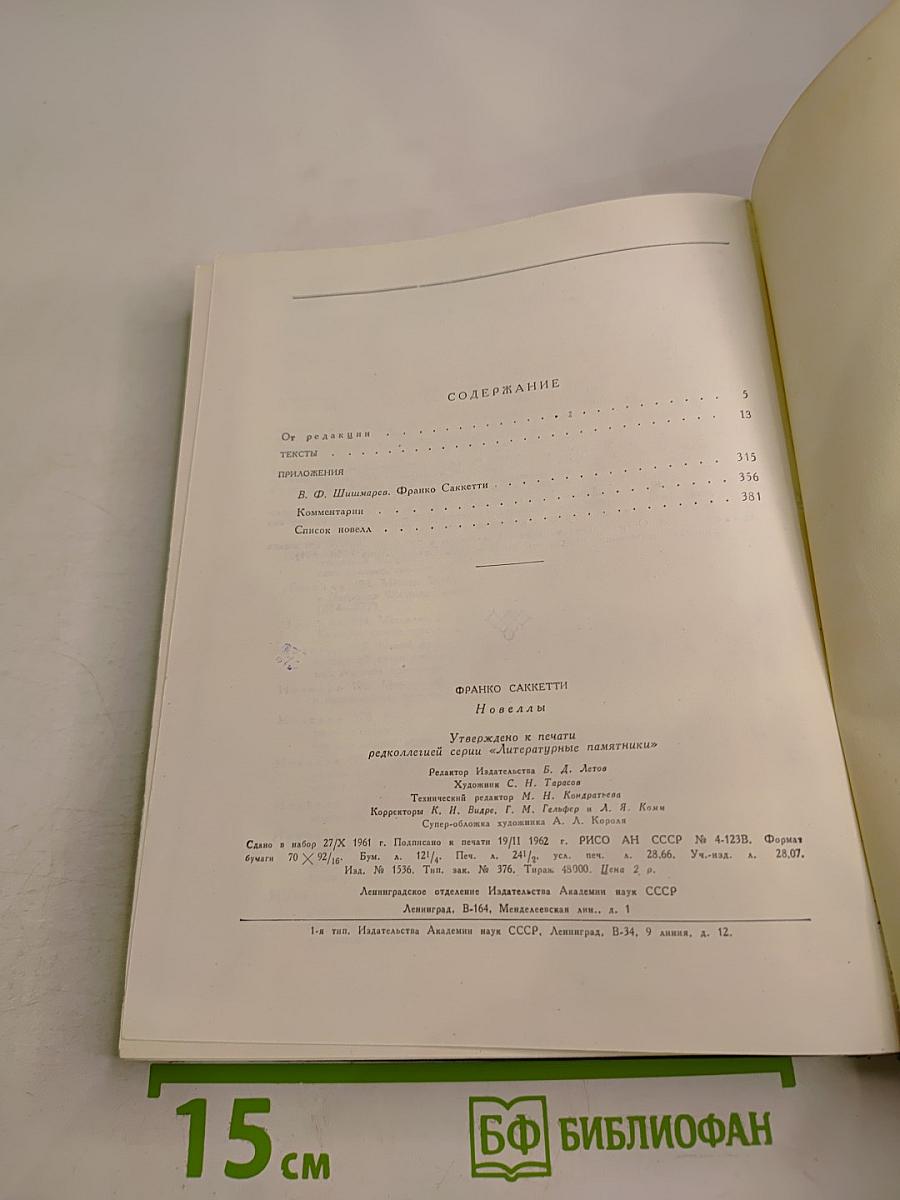 СОДЕРЖАНИЕ
От редакции . . . . . . . . . . . . . . . . . . . . 5
ТЕКСТЫ . . . . . . . . . . . . . . . . . . . . 13
ПРИЛОЖЕНИЯ
В. Ф. Шишмарев. Франко Саккетти . . . . . . . . . . . . 315
Комментарии . . . . . . . . . . . . . . . . . . 356
Список новелл . . . . . . . . . . . . . . . . . . 381
ФРАНКО САККЕТТИ
Новеллы
Утверждено к печати
редколлегией серии «Литературные памятники»
Редактор Издательства Б. Д. Летов
Художник С. Н. Тарасов
Технический редактор М. Н. Кондратьева
Корректоры К. И. Видре, Г. М. Гельфер и Л. Я. Комм
Супер-обложка художника А. Л. Короля
Сдано в набор 27/X 1961 г. Подписано к печати 19/II 1962 г. РИСО АН СССР № 4-123В. Формат
бумаги 70 × 92/16. Бум. л. 12 1/4. Печ. л. 24 1/2. усл. печ. л. 28.66. Уч.-изд. л. 28,07.
Изд. № 1536. Тип. зак. № 376. Тираж 48000. Цена 2 р.
Ленинградское отделение Издательства Академии наук СССР
Ленинград, В-164, Менделеевская лин., д. 1
1-я тип. Издательства Академии наук СССР. Ленинград, В-34, 9 линия, д. 12.
15 см
БФ БИБЛИОФАН